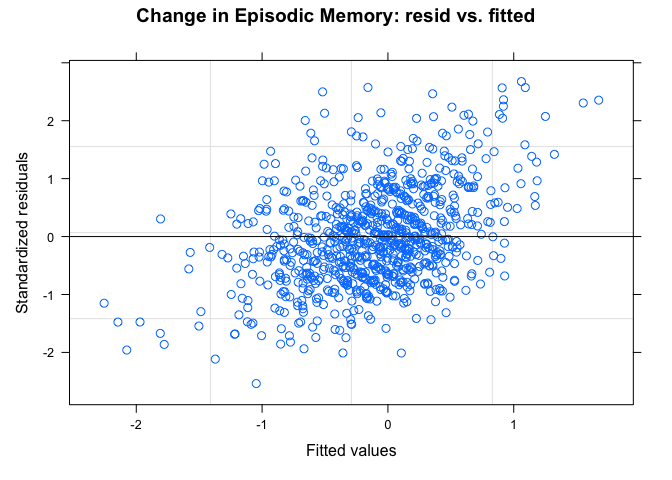 Change in Episodic Memory: resid vs. fitted
Standardized residuals
2
1
0
-1
-2
-2 -1 0 1
Fitted values